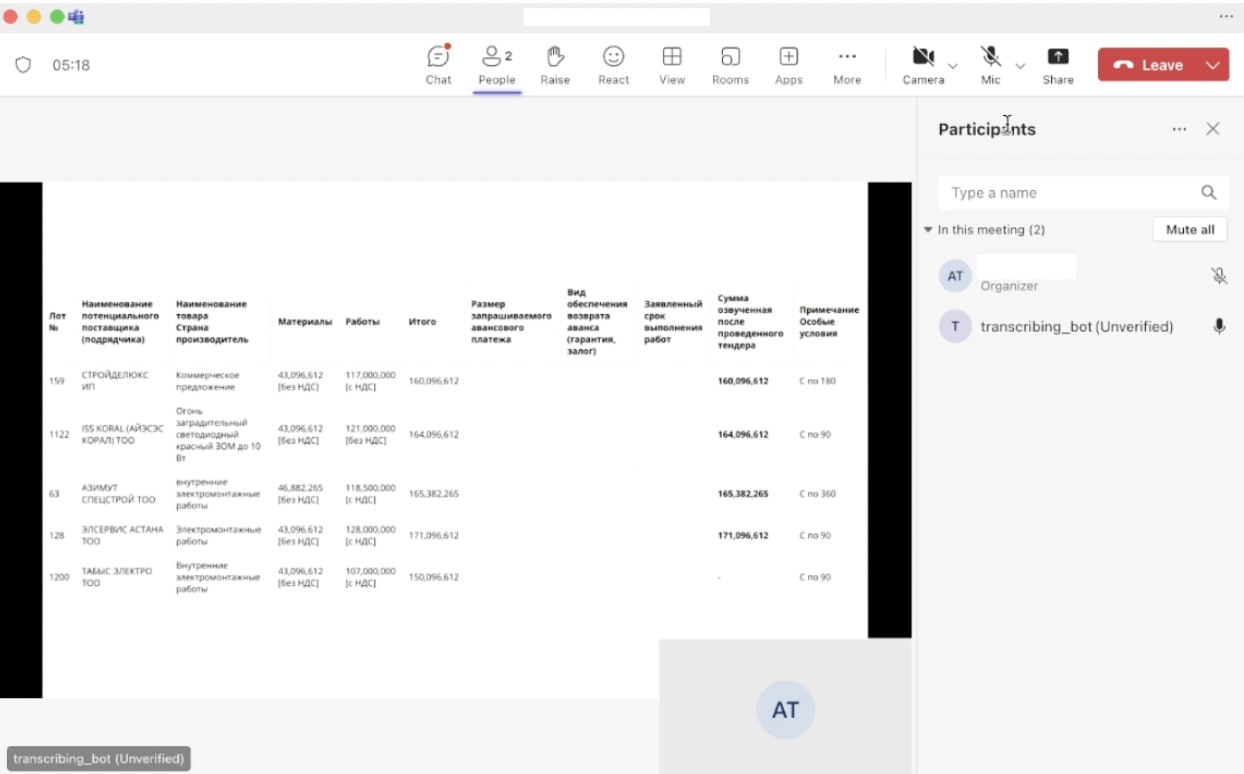 05:18
Chat
2
People
Raise
React
View
Rooms
Apps
More
Camera
Mic
Share
Leave
Participants
Type a name
In this meeting (2)
Mute all
AT
Organizer
T
transcribing_bot (Unverified)
Лот № | Наименование потенциального поставщика (подрядчика) | Наименование товара Страна производитель | Материалы | Работы | Итого | Размер запрашиваемого авансового платежа | Вид обеспечения возврата аванса (гарантия, залог) | Заявленный срок выполнения работ | Сумма озвученная после проведенного тендера | Примечание Особые условия
159 | СТРОЙДЕЛЮКС ИП | Коммерческое предложение | 43,096,612 [без НДС] | 117,000,000 [с НДС] | 160,096,612 | 160,096,612 | С по 180
1122 | ISS KORAL (АЙЭСЭС КОРАЛ) ТОО | Огонь заградительный светодиодный красный ЗОМ до 10 Вт | 43,096,612 [без НДС] | 121,000,000 [без НДС] | 164,096,612 | 164,096,612 | С по 90
63 | АЗИМУТ СПЕЦСТРОЙ ТОО | внутренние электромонтажные работы | 46,882,265 [без НДС] | 118,500,000 [с НДС] | 165,382,265 | 165,382,265 | С по 360
128 | ЭЛСЕРВИС АСТАНА ТОО | Электромонтажные работы | 43,096,612 [без НДС] | 128,000,000 [с НДС] | 171,096,612 | 171,096,612 | С по 90
1200 | ТАБЫС ЭЛЕКТРО ТОО | Внутренние электромонтажные работы | 43,096,612 [без НДС] | 107,000,000 [с НДС] | 150,096,612 | - | С по 90
AT
transcribing_bot (Unverified)